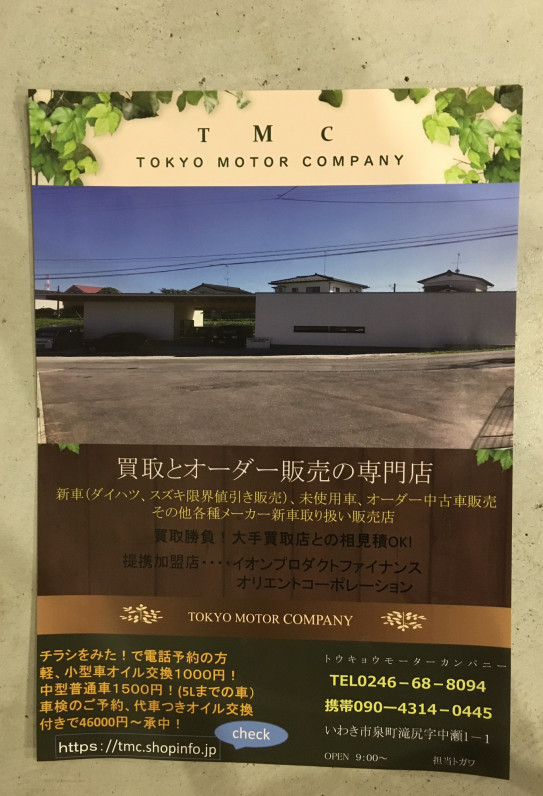 T M C
TOKYO MOTOR COMPANY
買取とオーダー販売の専門店
新車(ダイハツ、スズキ限界値引き販売)、未使用車、オーダー中古車販売
その他各種メーカー新車取り扱い販売店
買取勝負！大手買取店との相見積OK!
提携加盟店・・・・イオンプロダクトファイナンス
オリエントコーポレーション
TOKYO MOTOR COMPANY
チラシをみた！で電話予約の方
軽、小型車オイル交換1000円！
中型普通車1500円！(5Lまでの車)
車検のご予約、代車つきオイル交換
付きで46000円～承中！
https://tmc.shopinfo.jp
check
トウキョウモーターカンパニー
TEL0246－68－8094
携帯090ー4314－0445
いわき市泉町滝尻字中瀬1－1
OPEN 9:00～ 担当トガワ